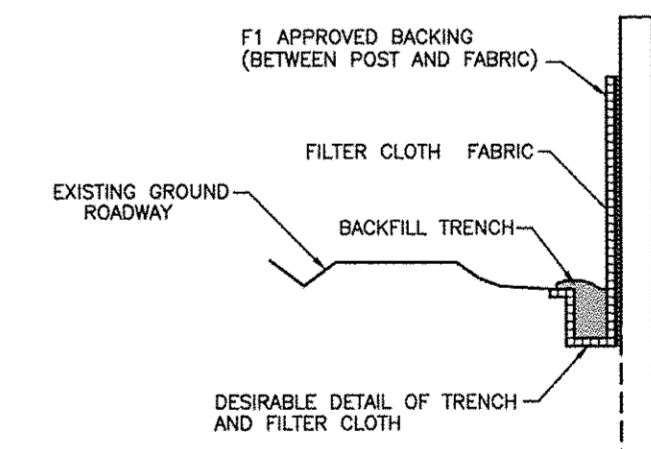 F1 APPROVED BACKING
(BETWEEN POST AND FABRIC)
FILTER CLOTH FABRIC
EXISTING GROUND
ROADWAY
BACKFILL TRENCH
DESIRABLE DETAIL OF TRENCH
AND FILTER CLOTH